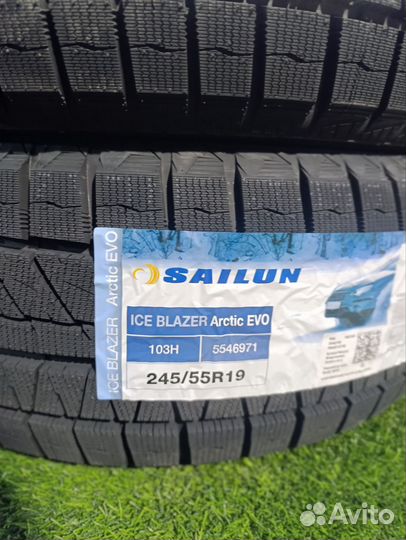 SAILUN
ICE BLAZER Arctic EVO
ICE BLAZER Arctic EVO
103H 5546971
245/55R19
Avito